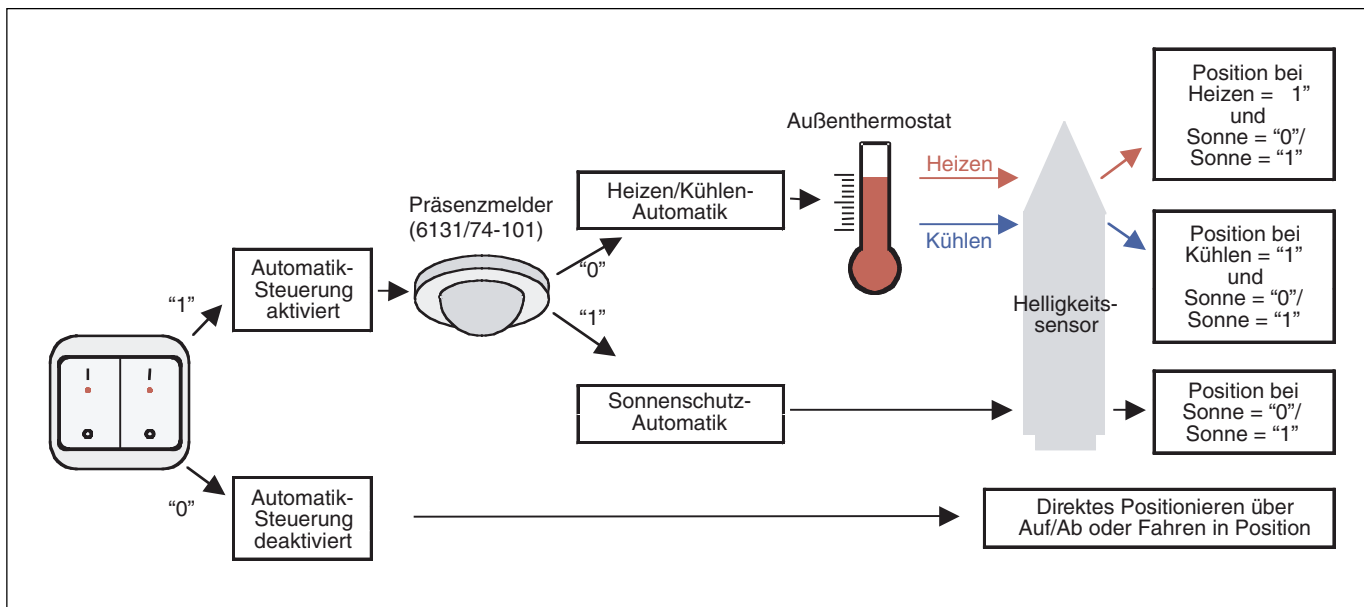 “1”
“0”
Automatik-
Steuerung
aktiviert
Automatik-
Steuerung
deaktiviert
Präsenzmelder
(6131/74-101)
“0”
“1”
Heizen/Kühlen-
Automatik
Sonnenschutz-
Automatik
Außenthermostat
Heizen
Kühlen
Helligkeits-
sensor
Position bei
Heizen = 1”
und
Sonne = “0”/
Sonne = “1”
Position bei
Kühlen = “1”
und
Sonne = “0”/
Sonne = “1”
Position bei
Sonne = “0”/
Sonne = “1”
Direktes Positionieren über
Auf/Ab oder Fahren in Position